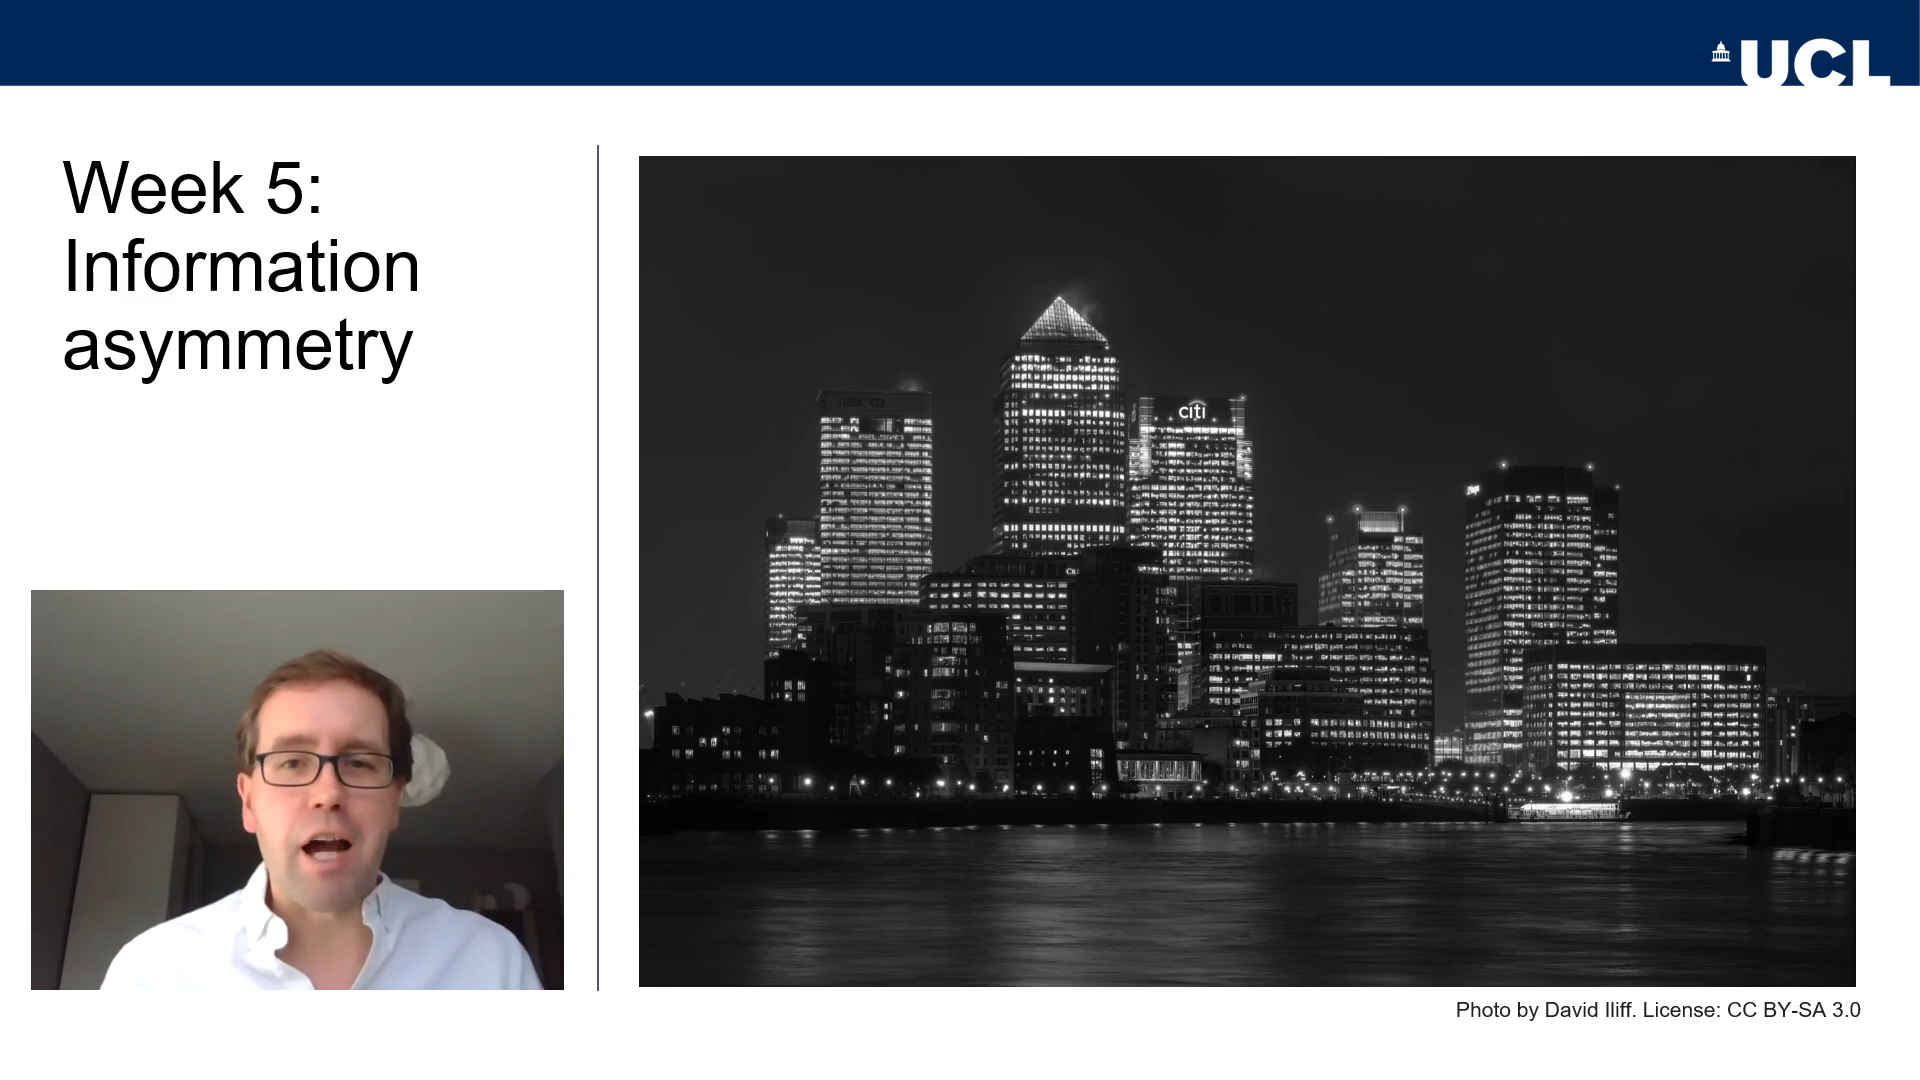 UCL
Week 5:
Information
asymmetry
HSBC
citi
Photo by David Iliff. License: CC BY-SA 3.0